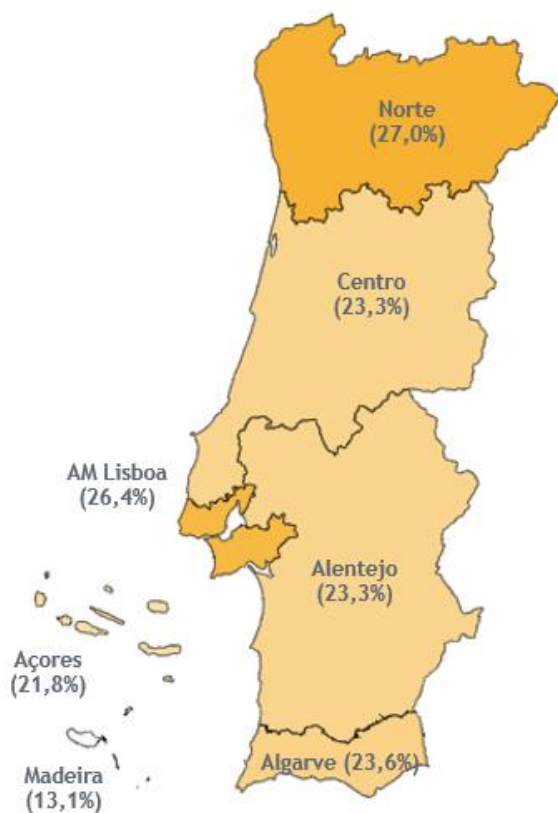 Norte
(27,0%)
Centro
(23,3%)
AM Lisboa
(26,4%)
Alentejo
(23,3%)
Açores
(21,8%)
Algarve (23,6%)
Madeira
(13,1%)